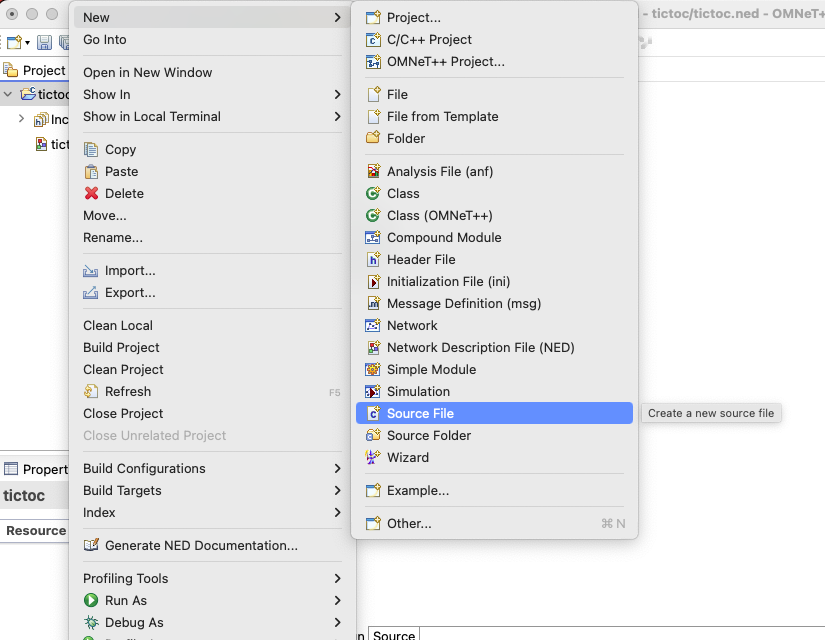 - tictoc/tictoc.ned - OMNeT+
Project
tictoc
Inc
tict
Propert
tictoc
Resource
New
Go Into
Open in New Window
Show In
Show in Local Terminal
Copy
Paste
Delete
Move...
Rename...
Import...
Export...
Clean Local
Build Project
Clean Project
Refresh F5
Close Project
Close Unrelated Project
Build Configurations
Build Targets
Index
Generate NED Documentation...
Profiling Tools
Run As
Debug As
Project...
C/C++ Project
OMNeT++ Project...
File
File from Template
Folder
Analysis File (anf)
Class
Class (OMNeT++)
Compound Module
Header File
Initialization File (ini)
Message Definition (msg)
Network
Network Description File (NED)
Simple Module
Simulation
Source File
Source Folder
Wizard
Example...
Other... ⌘ N
Create a new source file
n Source